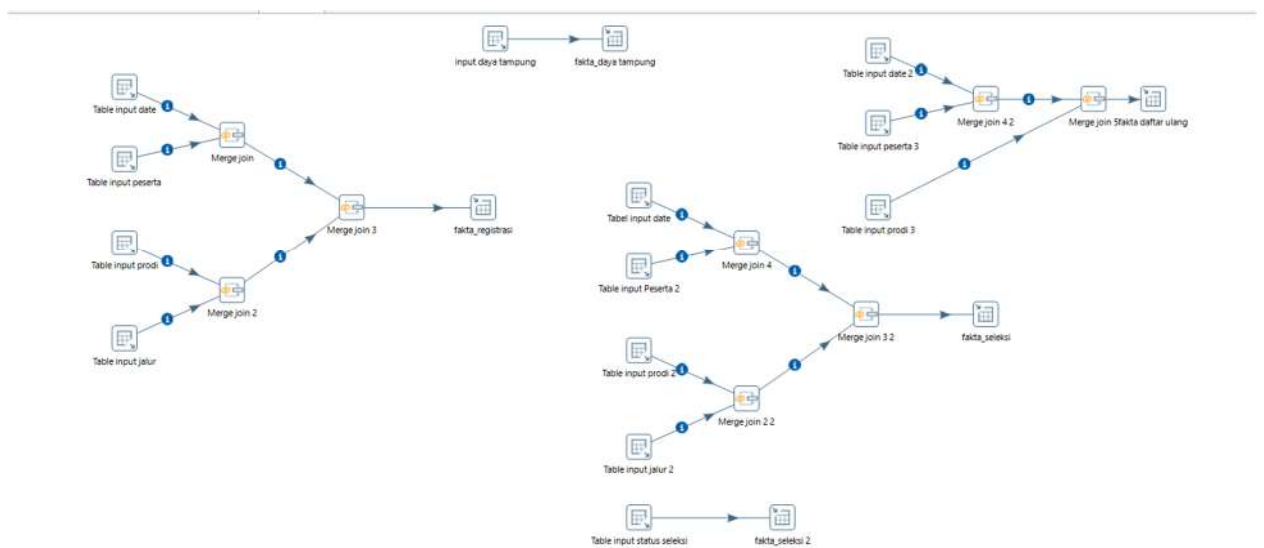 input daya tampung
fakta_daya tampung
Table input date
Merge join
Table input peserta
Merge join 3
fakta_registrasi
Table input prodi
Merge join 2
Table input jalur
Table input date 2
Merge join 4 2
Merge join 5
fakta daftar ulang
Table input peserta 3
Table input prodi 3
Tabel input date
Merge join 4
Table input Peserta 2
Merge join 3 2
fakta_seleksi
Table input prodi 2
Merge join 2 2
Table input jalur 2
Table input status seleksi
fakta_seleksi 2